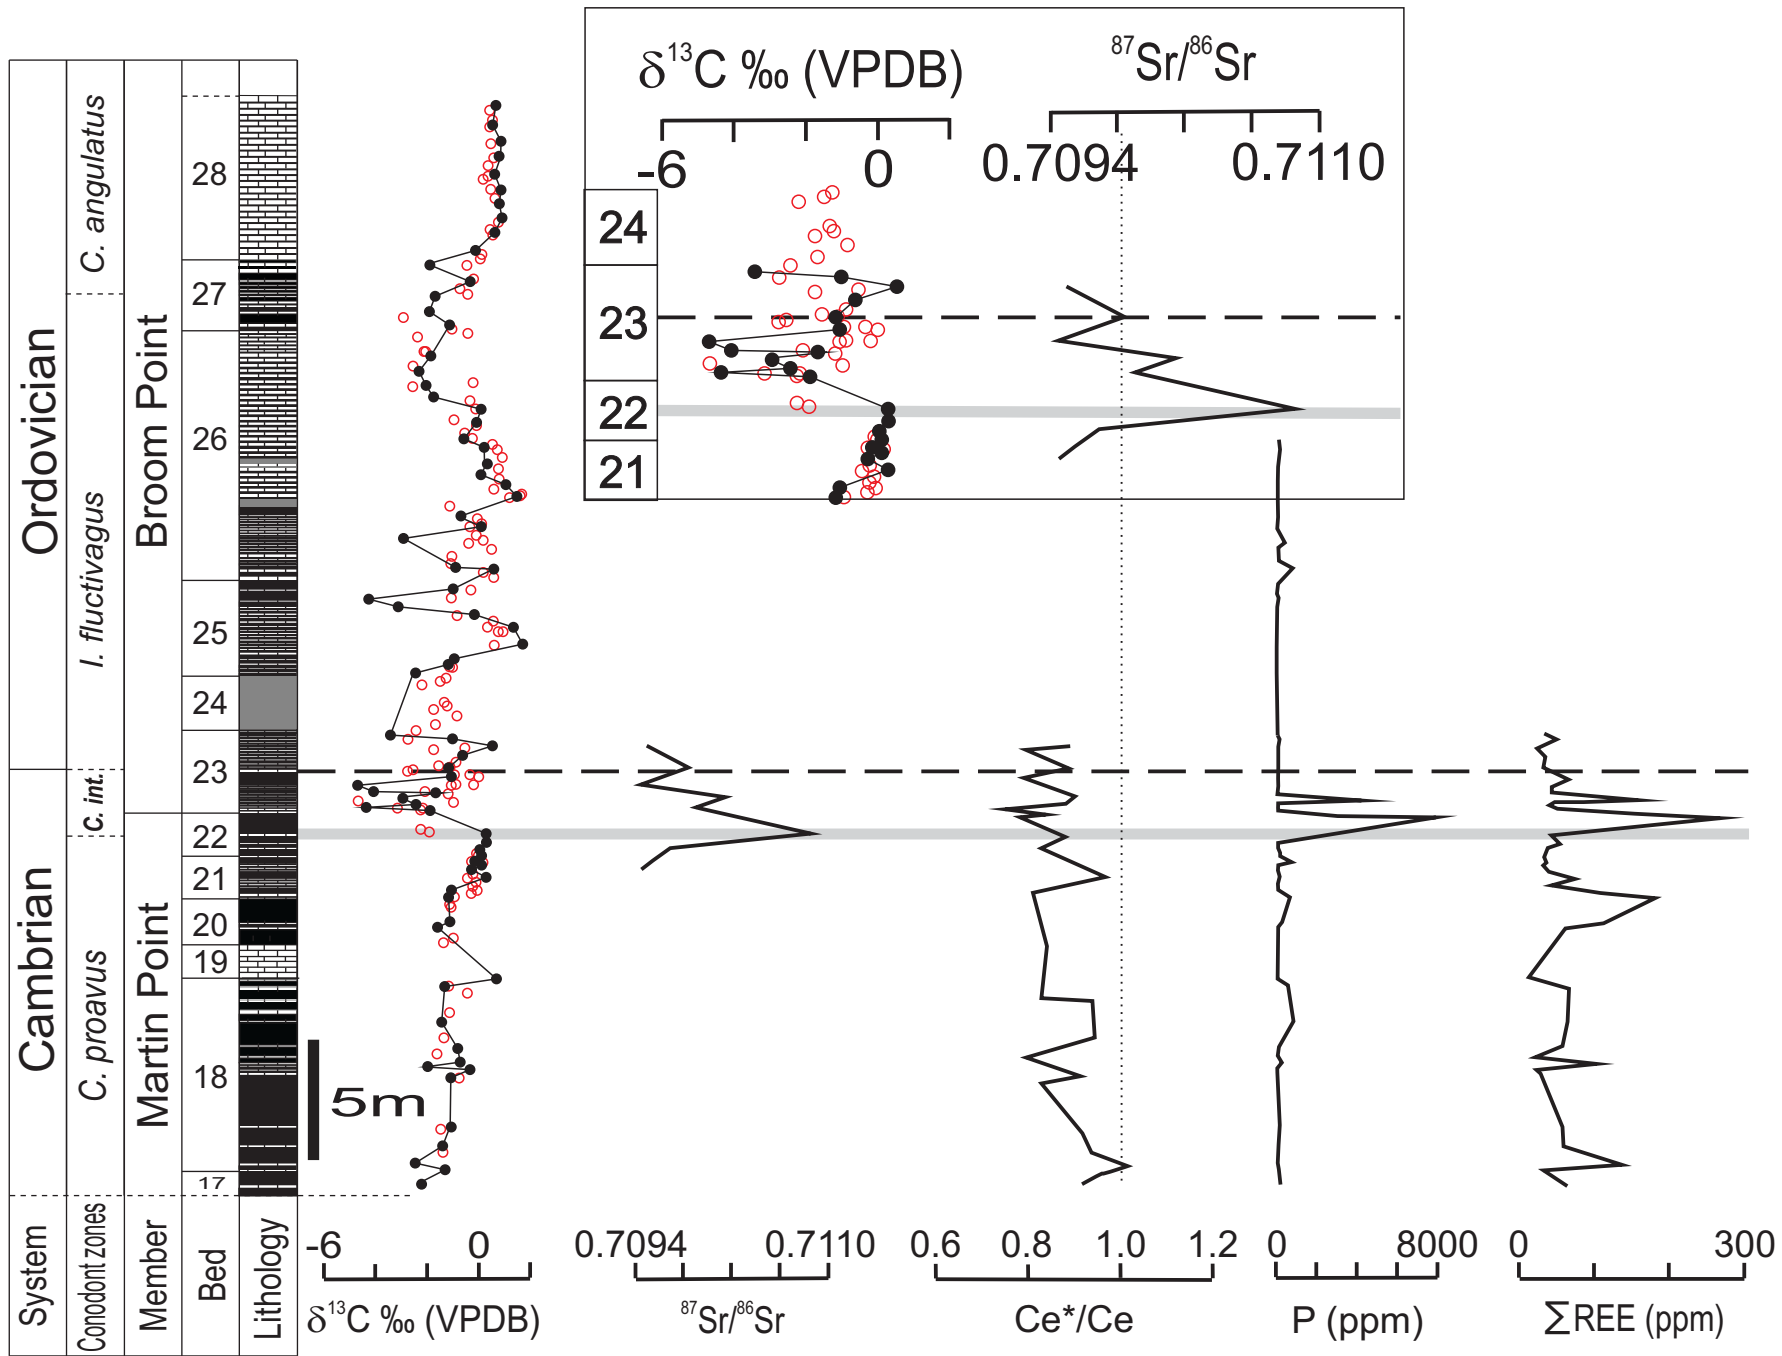 δ¹³C ‰ (VPDB)
⁸⁷Sr/⁸⁶Sr
-6
0
0.7094
0.7110
24
23
22
21
Ordovician
Cambrian
C. angulatus
I. fluctivagus
C. int.
C. proavus
Broom Point
Martin Point
28
27
26
25
24
23
22
21
20
19
18
17
5m
System
Conodont zones
Member
Bed
Lithology
-6 0
δ¹³C ‰ (VPDB)
0.7094 0.7110
⁸⁷Sr/⁸⁶Sr
0.6 0.8 1.0 1.2
Ce*/Ce
0 8000
P (ppm)
0 300
ΣREE (ppm)